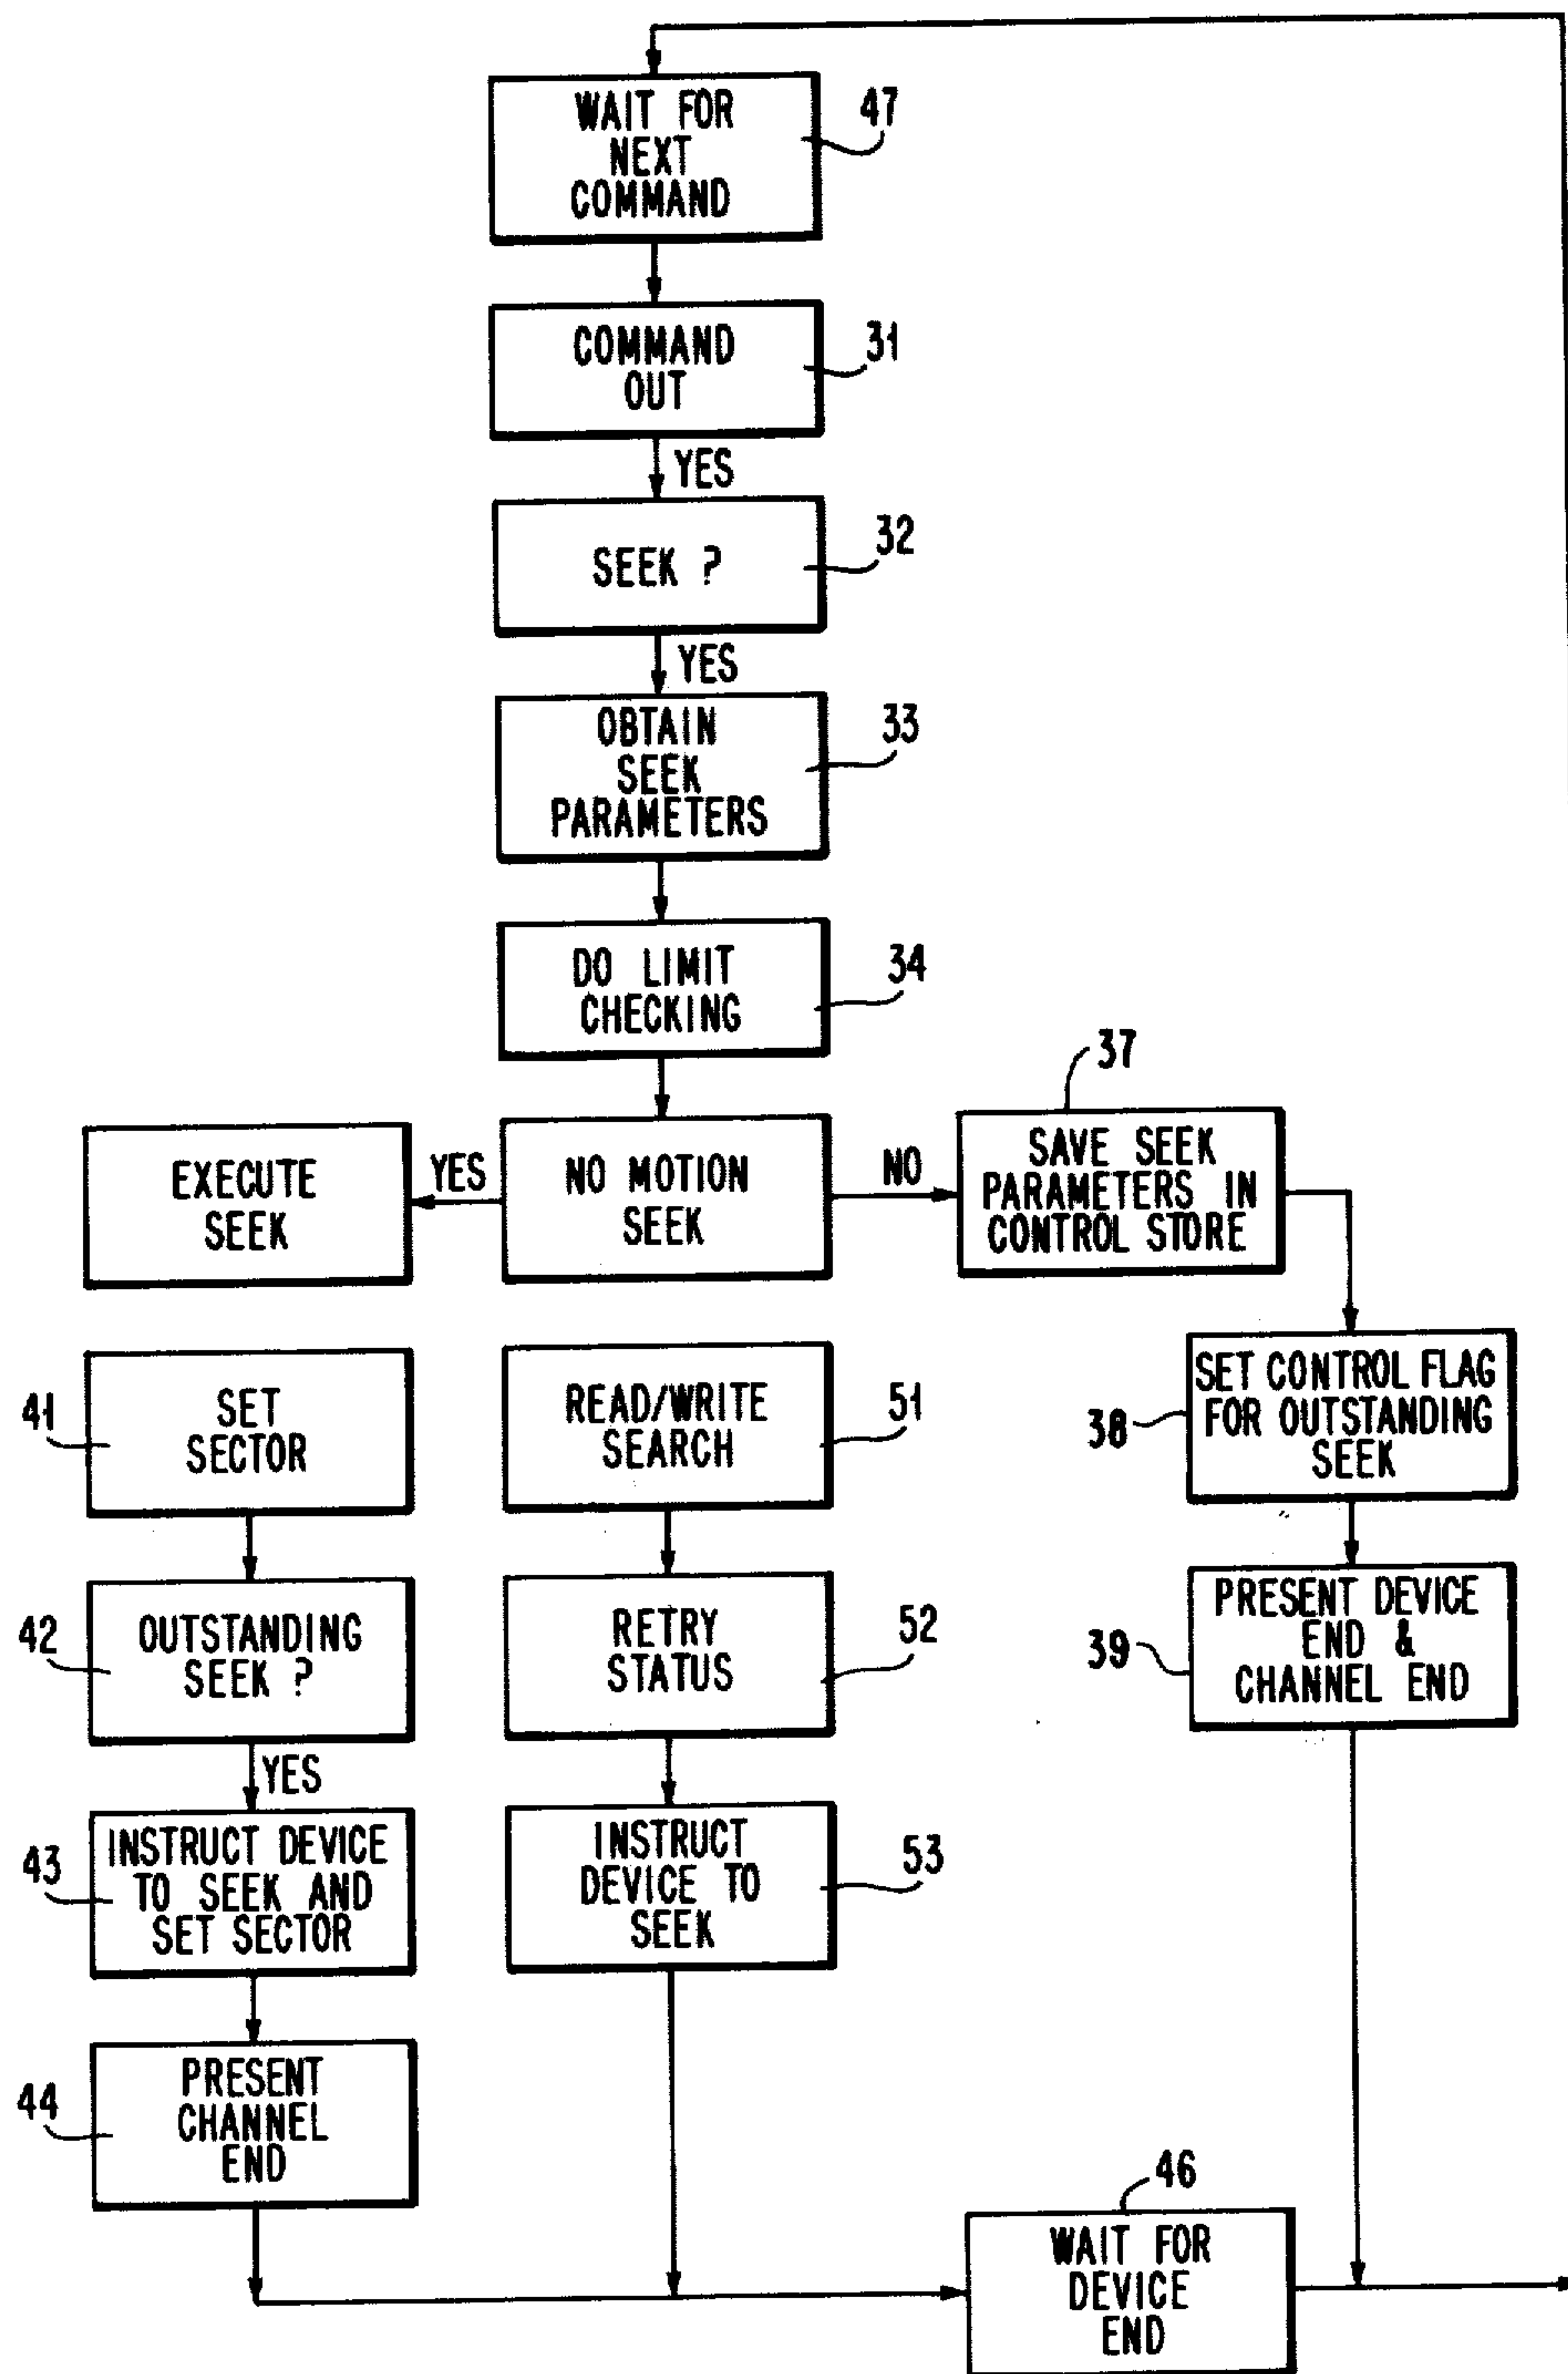 WAIT FOR
NEXT
COMMAND
47
COMMAND
OUT
31
YES
SEEK ?
32
YES
OBTAIN
SEEK
PARAMETERS
33
DO LIMIT
CHECKING
34
EXECUTE
SEEK
YES
NO MOTION
SEEK
NO
37
SAVE SEEK
PARAMETERS IN
CONTROL STORE
SET CONTROL FLAG
FOR OUTSTANDING
SEEK
38
PRESENT DEVICE
END &
CHANNEL END
39
41
SET
SECTOR
42
OUTSTANDING
SEEK ?
YES
43
INSTRUCT DEVICE
TO SEEK AND
SET SECTOR
44
PRESENT
CHANNEL
END
READ/WRITE
SEARCH
51
RETRY
STATUS
52
INSTRUCT
DEVICE TO
SEEK
53
46
WAIT FOR
DEVICE
END